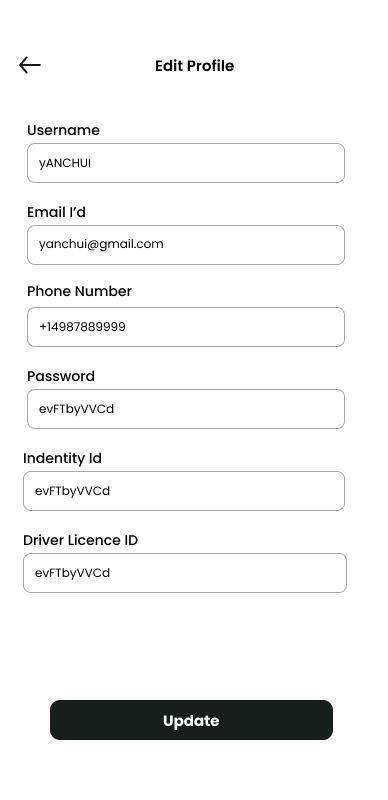 Edit Profile
Username
yANCHUI
Email I'd
yanchui@gmail.com
Phone Number
+14987889999
Password
evFTbyVVCd
Indentity Id
evFTbyVVCd
Driver Licence ID
evFTbyVVCd
Update